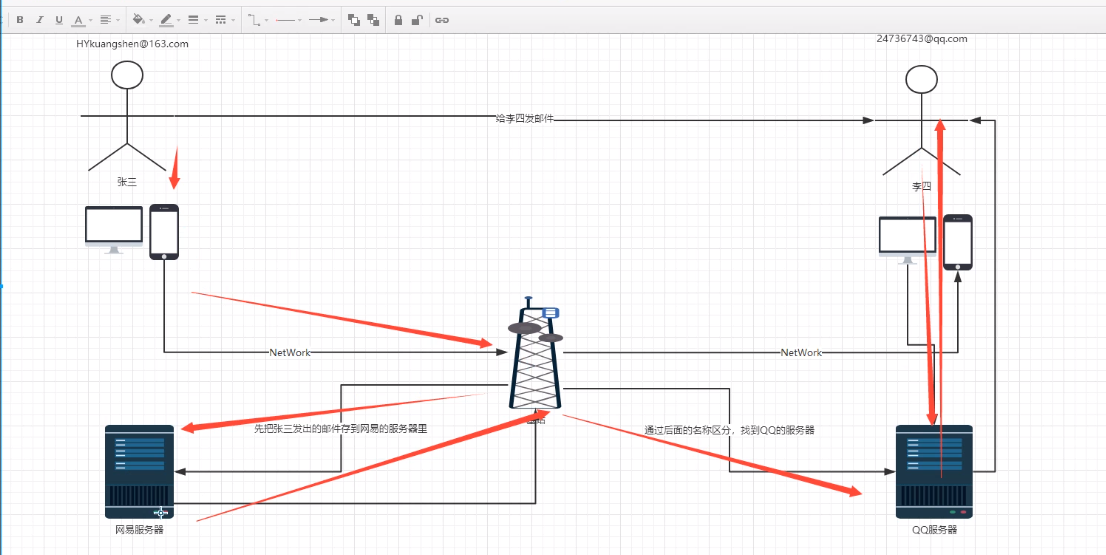 B I U A
HYkuangshen@163.com
24736743@qq.com
给李四发邮件
张三
李四
NetWork
NetWork
先把张三发出的邮件存到网易的服务器里
通过后面的名称区分，找到QQ的服务器
网易服务器
QQ服务器